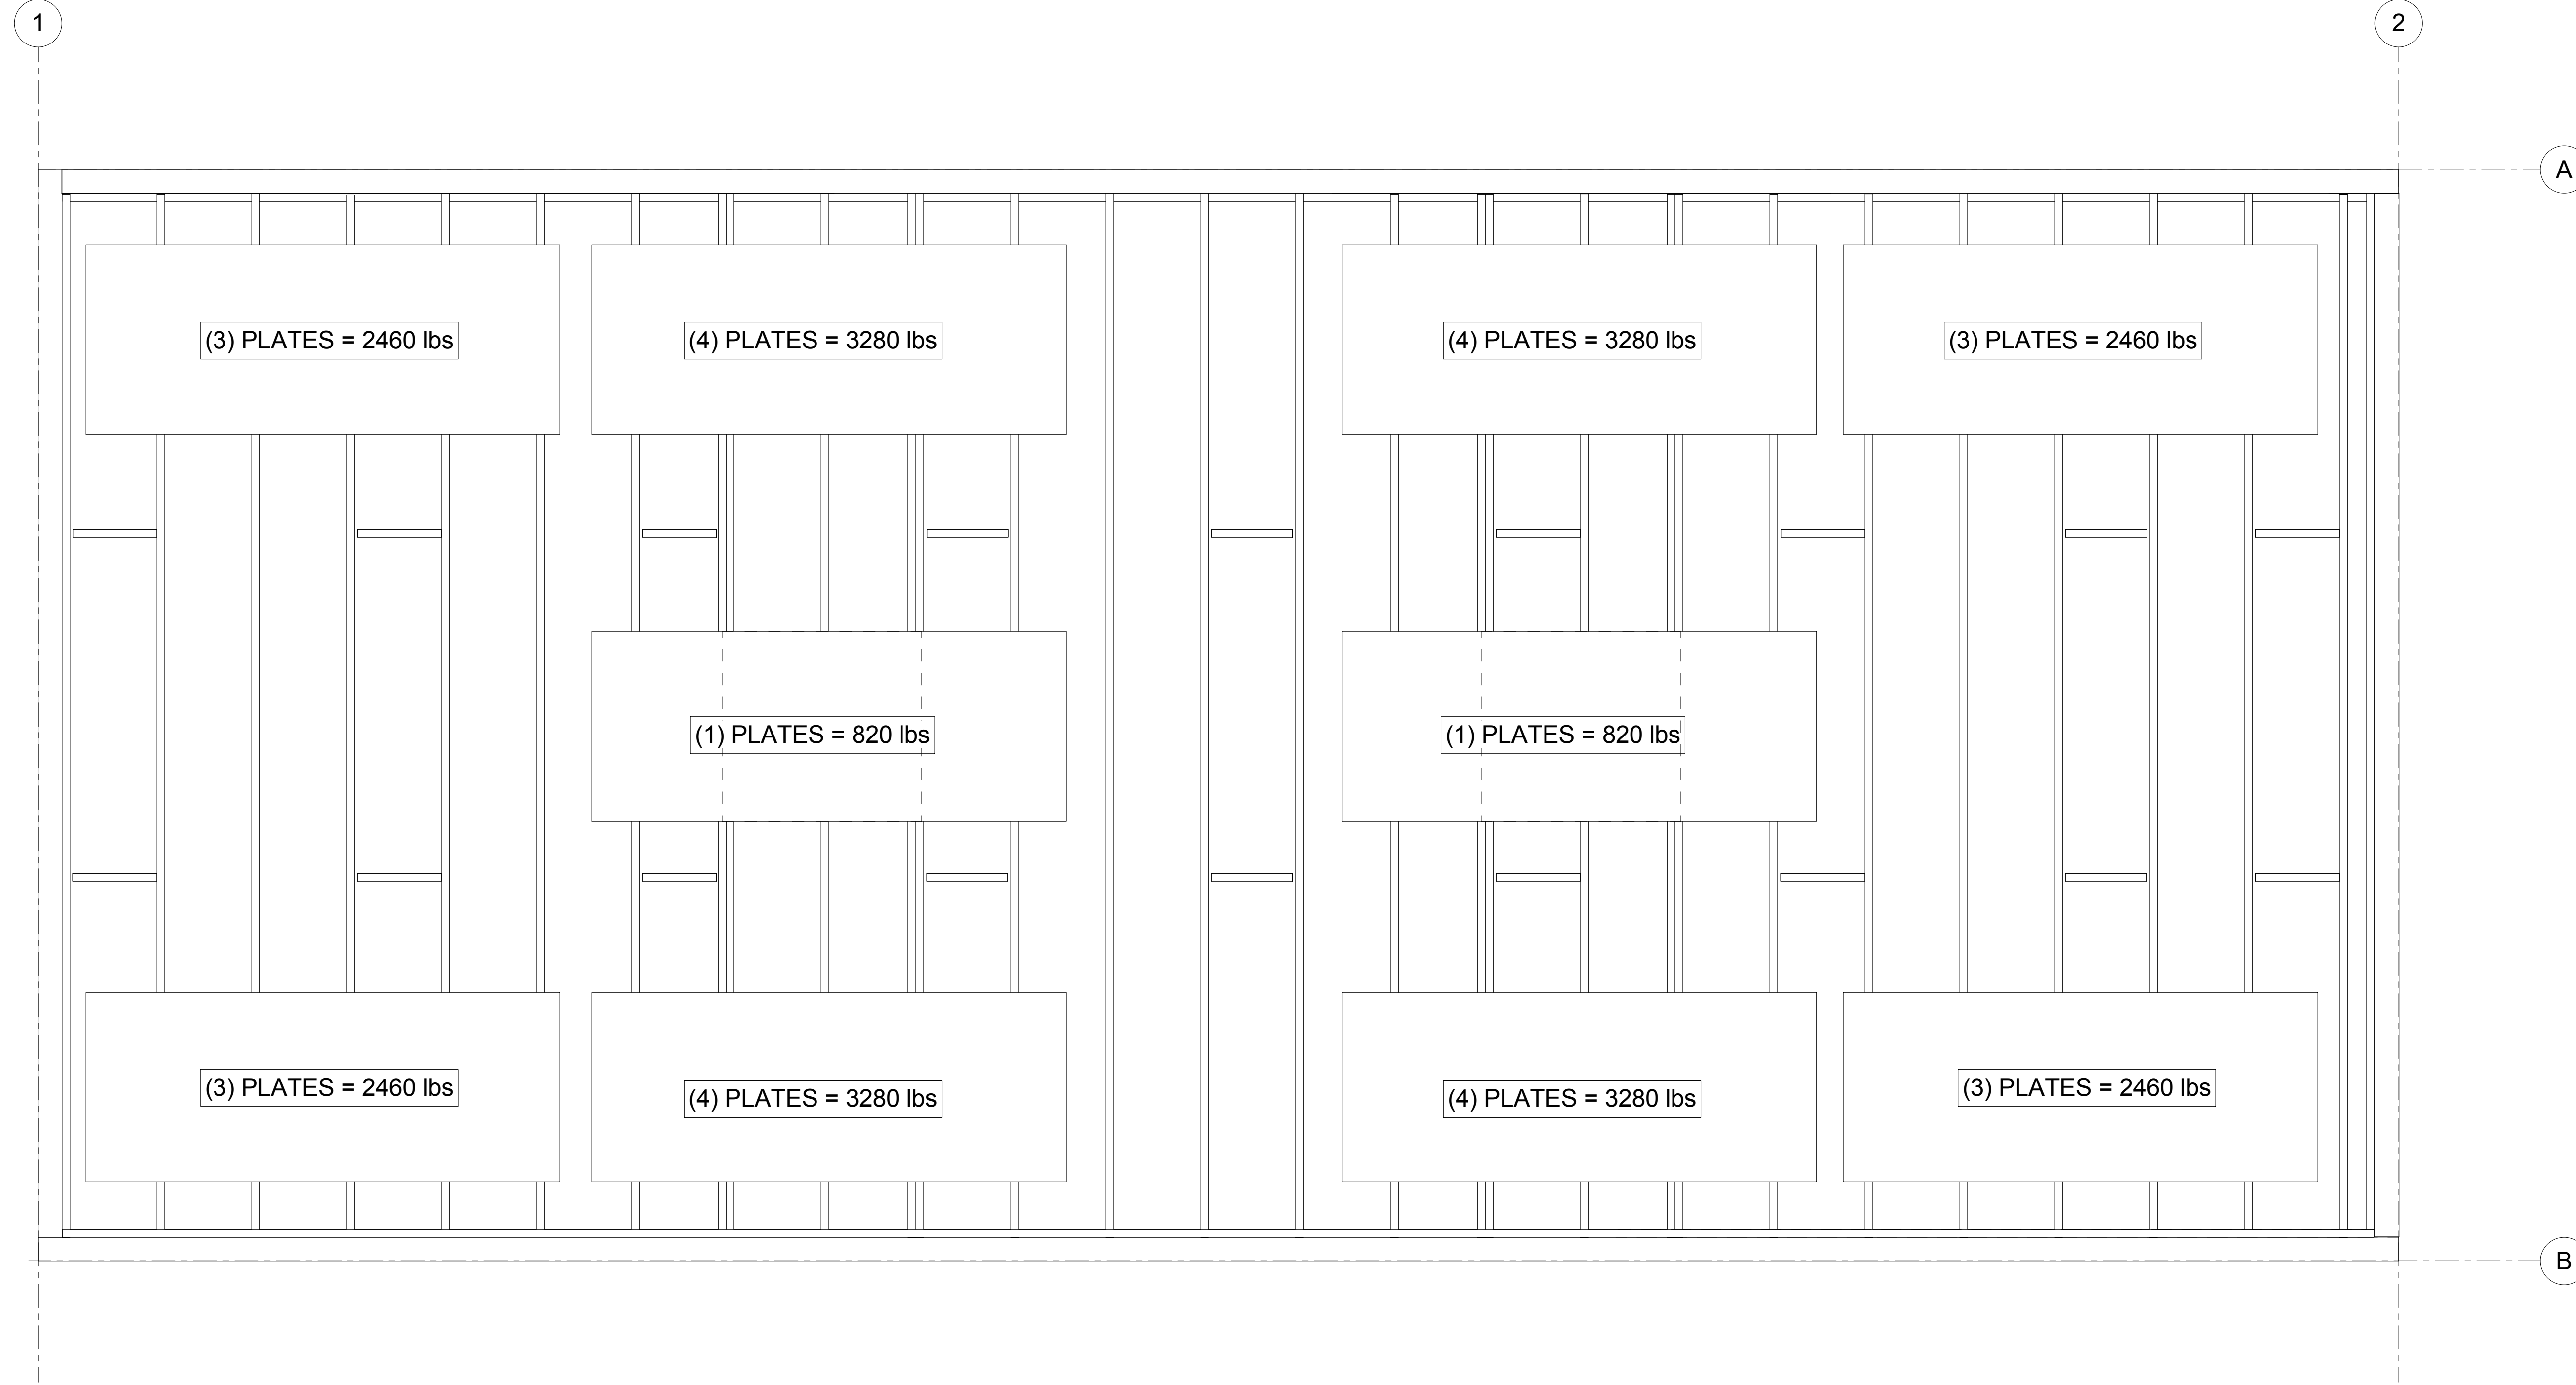 1
2
A
(3) PLATES = 2460 lbs
(4) PLATES = 3280 lbs
(4) PLATES = 3280 lbs
(3) PLATES = 2460 lbs
(1) PLATES = 820 lbs
(1) PLATES = 820 lbs
(3) PLATES = 2460 lbs
(4) PLATES = 3280 lbs
(4) PLATES = 3280 lbs
(3) PLATES = 2460 lbs
B